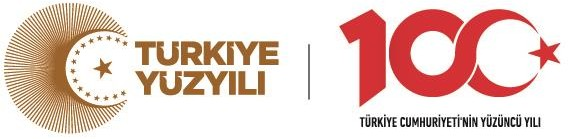 TÜRKİYE
YÜZYILI
100
TÜRKİYE CUMHURİYETİ'NİN YÜZÜNCÜ YILI